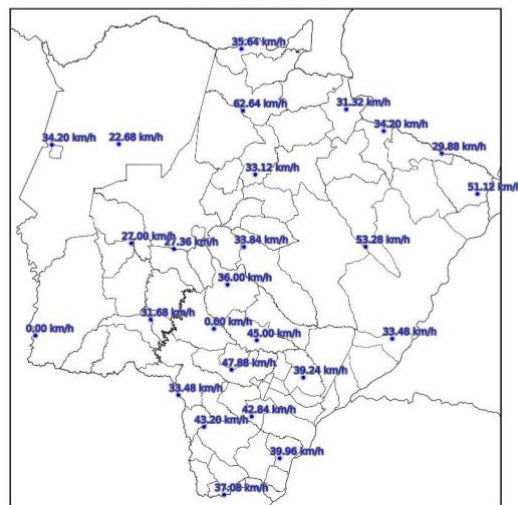 35.64 km/h
62.64 km/h
31.32 km/h
34.20 km/h
34.20 km/h
22.68 km/h
29.88 km/h
33.12 km/h
51.12 km/h
27.00 km/h
27.36 km/h
33.84 km/h
53.28 km/h
36.00 km/h
31.68 km/h
0.00 km/h
0.00 km/h
45.00 km/h
33.48 km/h
47.88 km/h
39.24 km/h
33.48 km/h
42.84 km/h
43.20 km/h
39.96 km/h
37.08 km/h